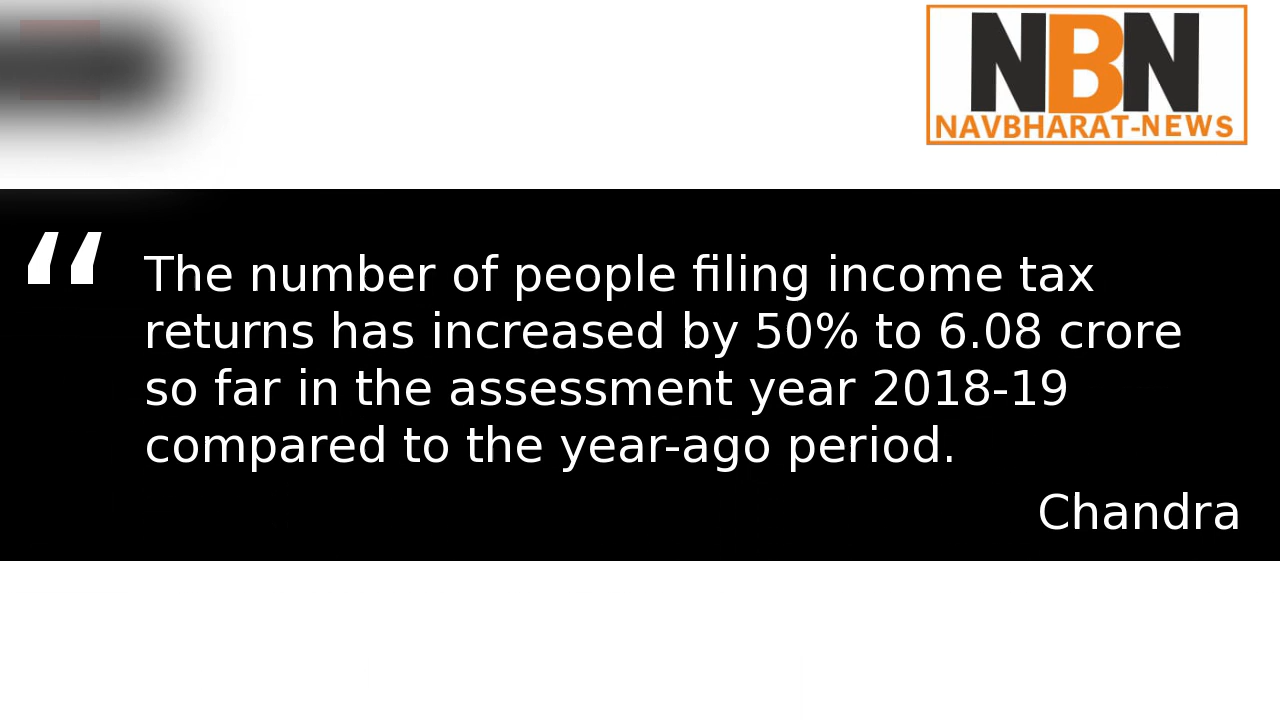 NBN
NAVBHARAT-NEWS
“
The number of people filing income tax
returns has increased by 50% to 6.08 crore
so far in the assessment year 2018-19
compared to the year-ago period.
Chandra